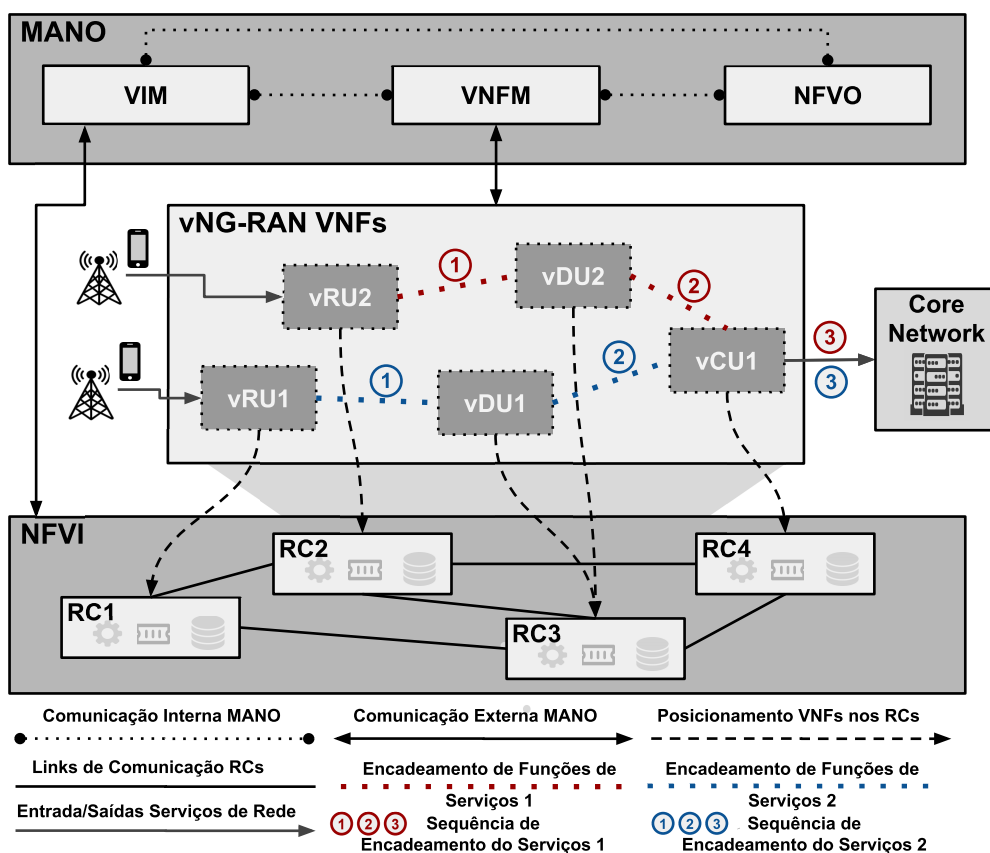 MANO
VIM
VNFM
NFVO
vNG-RAN VNFs
1
vDU2
2
vRU2
Core
Network
3
2
vCU1
vRU1
1
vDU1
3
NFVI
RC2
RC4
RC1
RC3
Comunicação Interna MANO
Comunicação Externa MANO
Posicionamento VNFs nos RCs
Links de Comunicação RCs
Encadeamento de Funções de
Serviços 1
Encadeamento de Funções de
Serviços 2
Entrada/Saídas Serviços de Rede
1 2 3 Sequência de
Encadeamento do Serviços 1
1 2 3 Sequência de
Encadeamento do Serviços 2